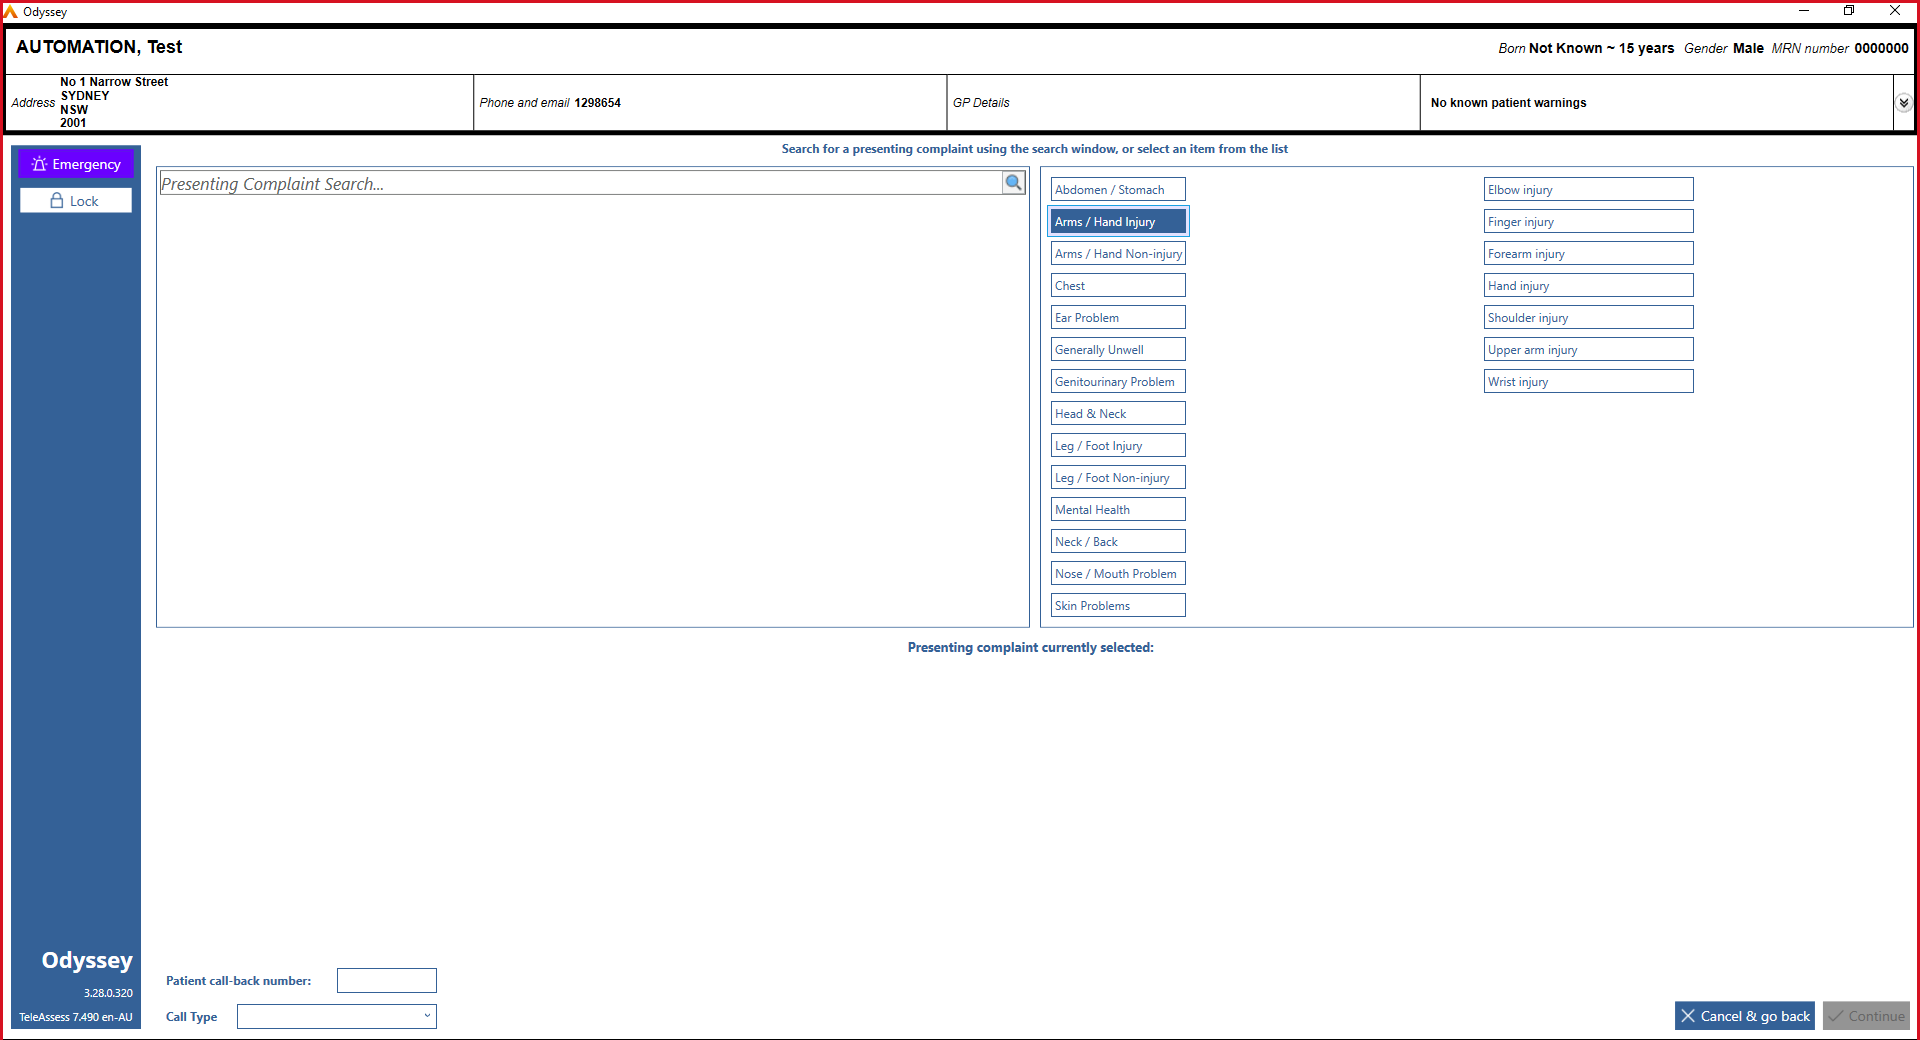 Odyssey
AUTOMATION, Test
Born Not Known ~ 15 years Gender Male MRN number 0000000
Address
No 1 Narrow Street
SYDNEY
NSW
2001
Phone and email 1298654
GP Details
No known patient warnings
Emergency
Lock
Search for a presenting complaint using the search window, or select an item from the list
Presenting Complaint Search...
Abdomen / Stomach
Arms / Hand Injury
Arms / Hand Non-injury
Chest
Ear Problem
Generally Unwell
Genitourinary Problem
Head & Neck
Leg / Foot Injury
Leg / Foot Non-injury
Mental Health
Neck / Back
Nose / Mouth Problem
Skin Problems
Elbow injury
Finger injury
Forearm injury
Hand injury
Shoulder injury
Upper arm injury
Wrist injury
Presenting complaint currently selected:
Odyssey
3.28.0.320
TeleAssess 7.490 en-AU
Patient call-back number:
Call Type
Cancel & go back
Continue